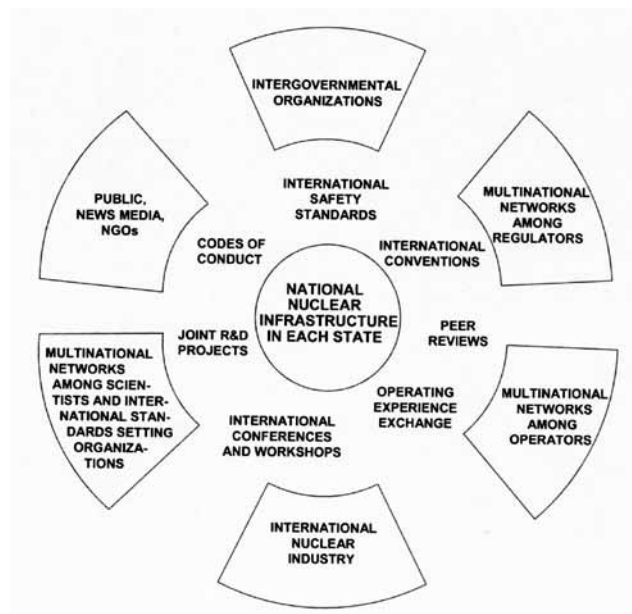 INTERGOVERNMENTAL
ORGANIZATIONS
PUBLIC,
NEWS MEDIA,
NGOs
INTERNATIONAL
SAFETY
STANDARDS
MULTINATIONAL
NETWORKS
AMONG
REGULATORS
CODES OF
CONDUCT
INTERNATIONAL
CONVENTIONS
NATIONAL
NUCLEAR
INFRASTRUCTURE
IN EACH STATE
JOINT R&D
PROJECTS
PEER
REVIEWS
MULTINATIONAL
NETWORKS
AMONG SCIEN-
TISTS AND INTER-
NATIONAL STAN-
DARDS SETTING
ORGANIZA-
TIONS
OPERATING
EXPERIENCE
EXCHANGE
MULTINATIONAL
NETWORKS
AMONG
OPERATORS
INTERNATIONAL
CONFERENCES
AND WORKSHOPS
INTERNATIONAL
NUCLEAR
INDUSTRY